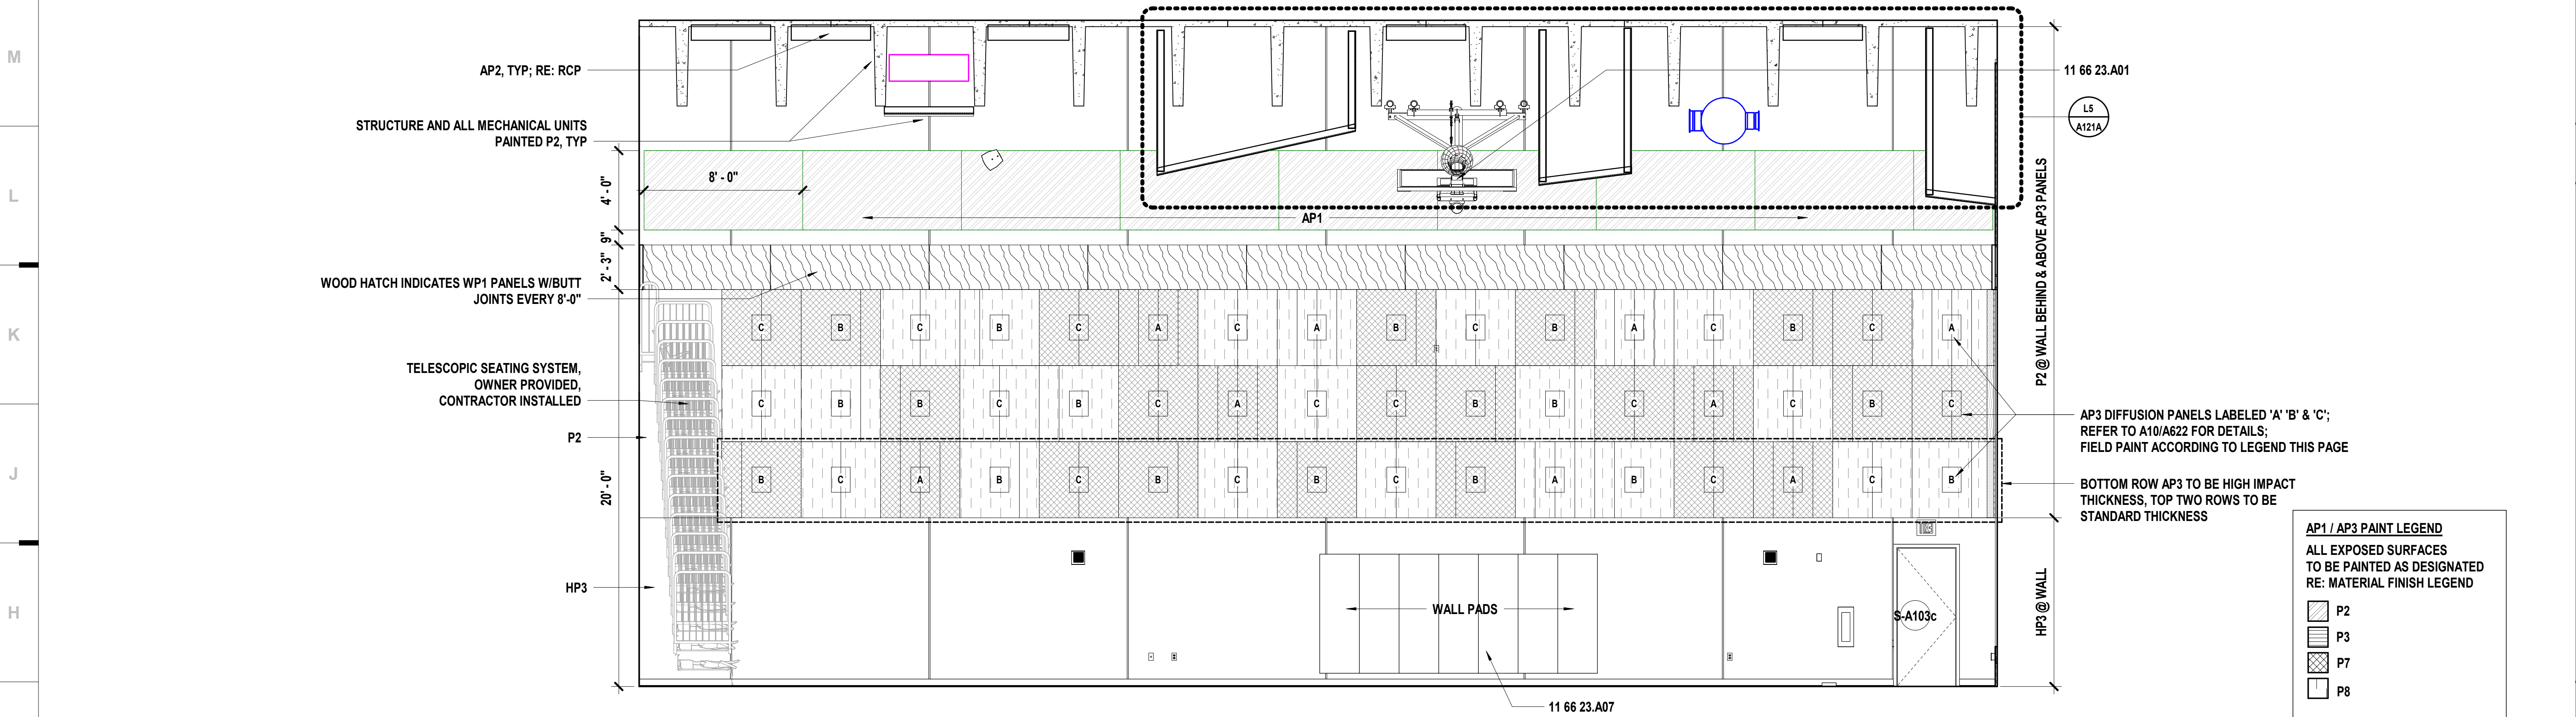 M
L
K
J
H
AP2, TYP; RE: RCP
STRUCTURE AND ALL MECHANICAL UNITS
PAINTED P2, TYP
4' - 0"
8' - 0"
9"
2' - 3"
AP1
WOOD HATCH INDICATES WP1 PANELS W/BUTT
JOINTS EVERY 8'-0"
TELESCOPIC SEATING SYSTEM,
OWNER PROVIDED,
CONTRACTOR INSTALLED
P2
20' - 0"
HP3
C B C B C A C A B C B A C B C A
C B B C B C A C C B B C A C B C
B C A B C B C B C B A B C A C B
WALL PADS
S-A103c
11 66 23.A07
11 66 23.A01
L5
A121A
P2 @ WALL BEHIND & ABOVE AP3 PANELS
HP3 @ WALL
AP3 DIFFUSION PANELS LABELED 'A' 'B' & 'C';
REFER TO A10/A622 FOR DETAILS;
FIELD PAINT ACCORDING TO LEGEND THIS PAGE
BOTTOM ROW AP3 TO BE HIGH IMPACT
THICKNESS, TOP TWO ROWS TO BE
STANDARD THICKNESS
AP1 / AP3 PAINT LEGEND
ALL EXPOSED SURFACES
TO BE PAINTED AS DESIGNATED
RE: MATERIAL FINISH LEGEND
P2
P3
P7
P8